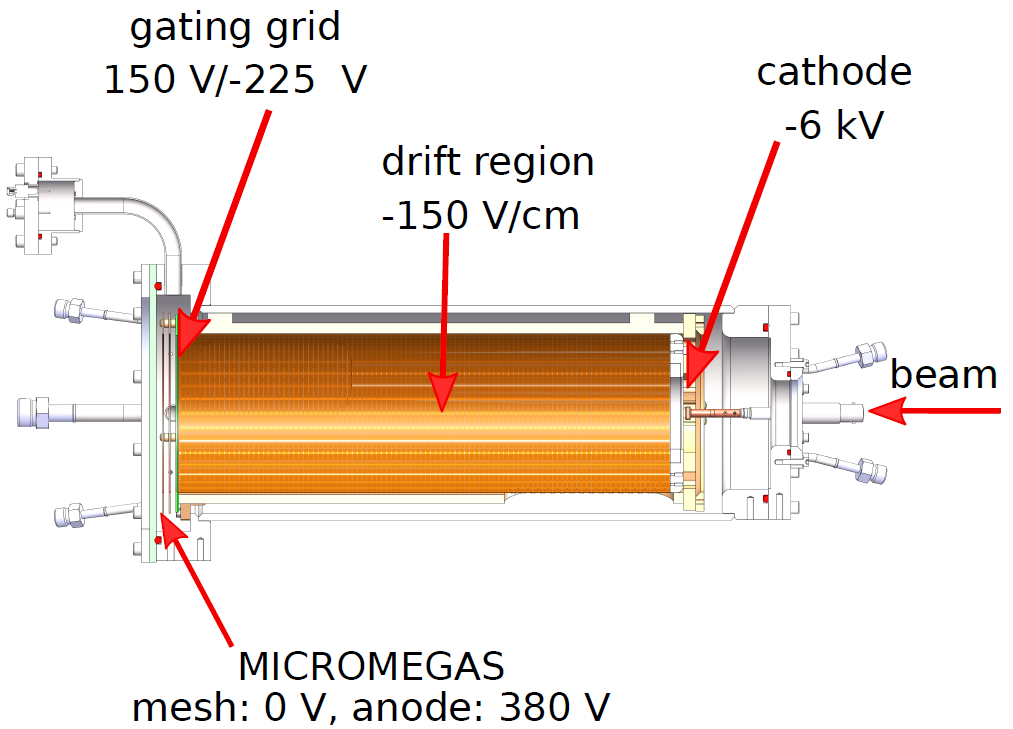 gating grid
150 V/-225 V
cathode
-6 kV
drift region
-150 V/cm
beam
MICROMEGAS
mesh: 0 V, anode: 380 V